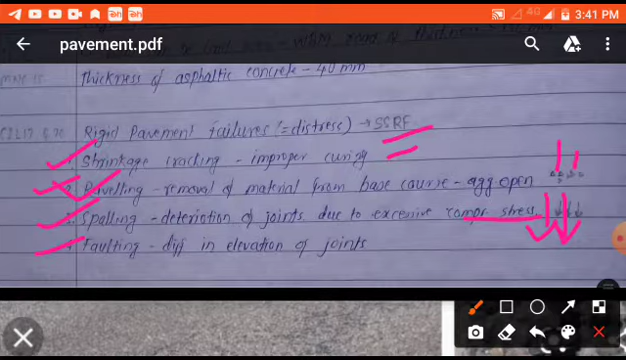 4G 3:41 PM
pavement.pdf
Thickness of asphaltic concrete - 40 mm
Rigid Pavement failures (=distress) → SSRF
Shrinkage cracking - improper curing
Ravelling - removal of material from base course - agg open
Spalling - deteriortion of joints due to excessive compr. stress.
Faulting - diff in elevation of joints